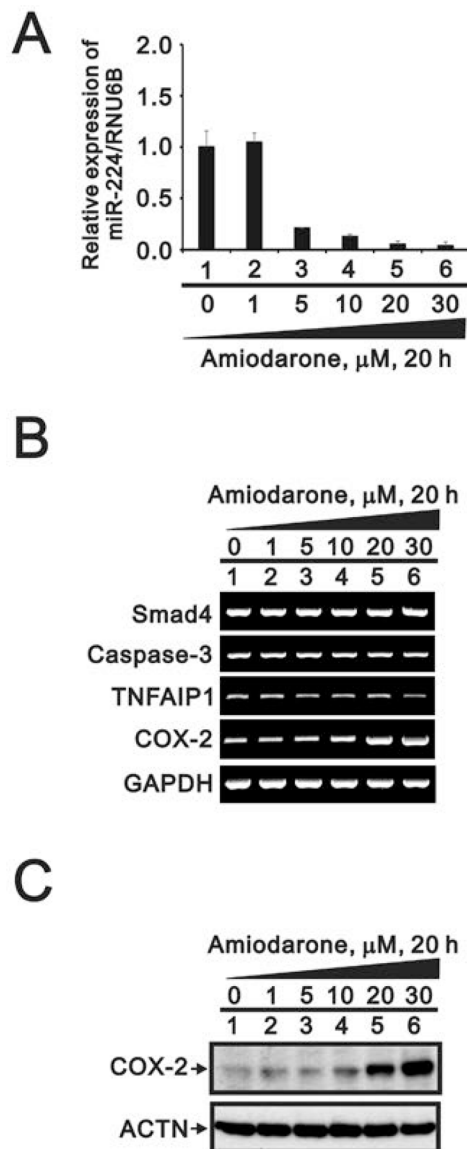 A
Relative expression of
miR-224/RNU6B
2.0
1.5
1.0
0.5
0.0
1 2 3 4 5 6
0 1 5 10 20 30
Amiodarone, μM, 20 h
B
Amiodarone, μM, 20 h
0 1 5 10 20 30
1 2 3 4 5 6
Smad4
Caspase-3
TNFAIP1
COX-2
GAPDH
C
Amiodarone, μM, 20 h
0 1 5 10 20 30
1 2 3 4 5 6
COX-2
ACTN